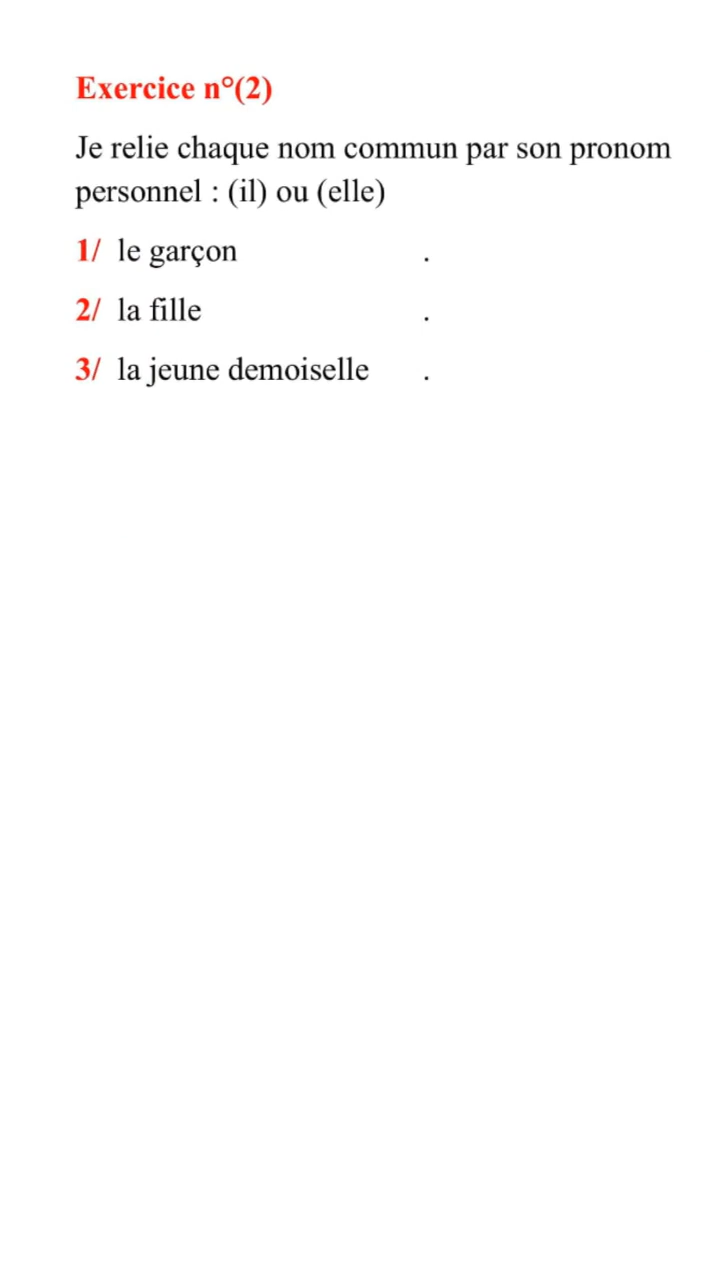 Exercice n°(2)
Je relie chaque nom commun par son pronom
personnel : (il) ou (elle)
1/ le garçon .
2/ la fille .
3/ la jeune demoiselle .